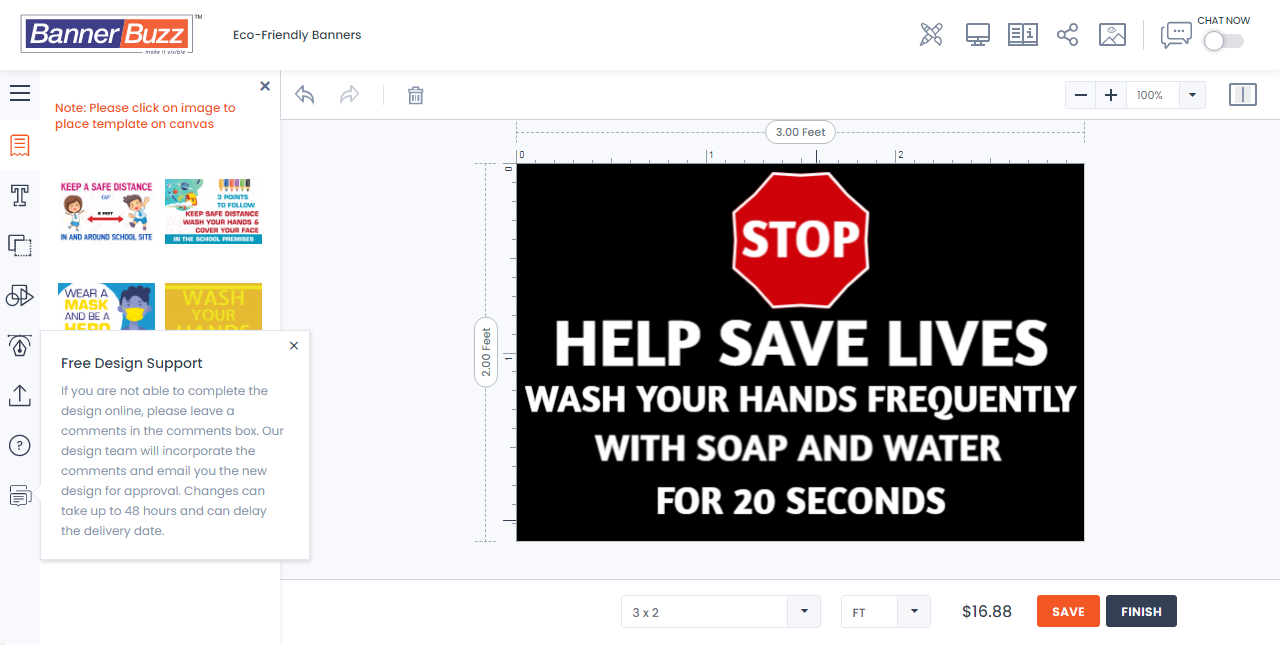 BannerBuzz™
make it visible
Eco-Friendly Banners
CHAT NOW
Note: Please click on image to
place template on canvas
100%
3.00 Feet
0
1
2
0
1
2.00 Feet
KEEP A SAFE DISTANCE
IN AND AROUND SCHOOL SITE
3 POINTS
TO FOLLOW
KEEP SAFE DISTANCE
WASH YOUR HANDS &
COVER YOUR FACE
IN THE SCHOOL PREMISES
WEAR A
MASK
AND BE A
HERO
WASH
YOUR
HANDS
STOP
HELP SAVE LIVES
WASH YOUR HANDS FREQUENTLY
WITH SOAP AND WATER
FOR 20 SECONDS
Free Design Support
If you are not able to complete the
design online, please leave a
comments in the comments box. Our
design team will incorporate the
comments and email you the new
design for approval. Changes can
take up to 48 hours and can delay
the delivery date.
3 x 2
FT
$16.88
SAVE
FINISH